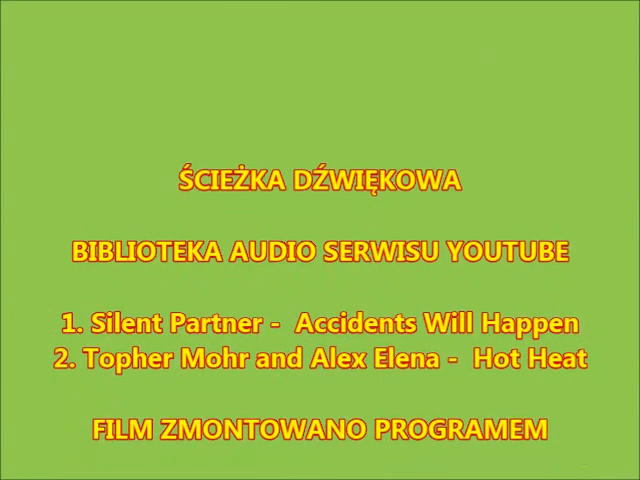 ŚCIEŻKA DŹWIĘKOWA
BIBLIOTEKA AUDIO SERWISU YOUTUBE
1. Silent Partner -  Accidents Will Happen
2. Topher Mohr and Alex Elena -  Hot Heat
FILM ZMONTOWANO PROGRAMEM